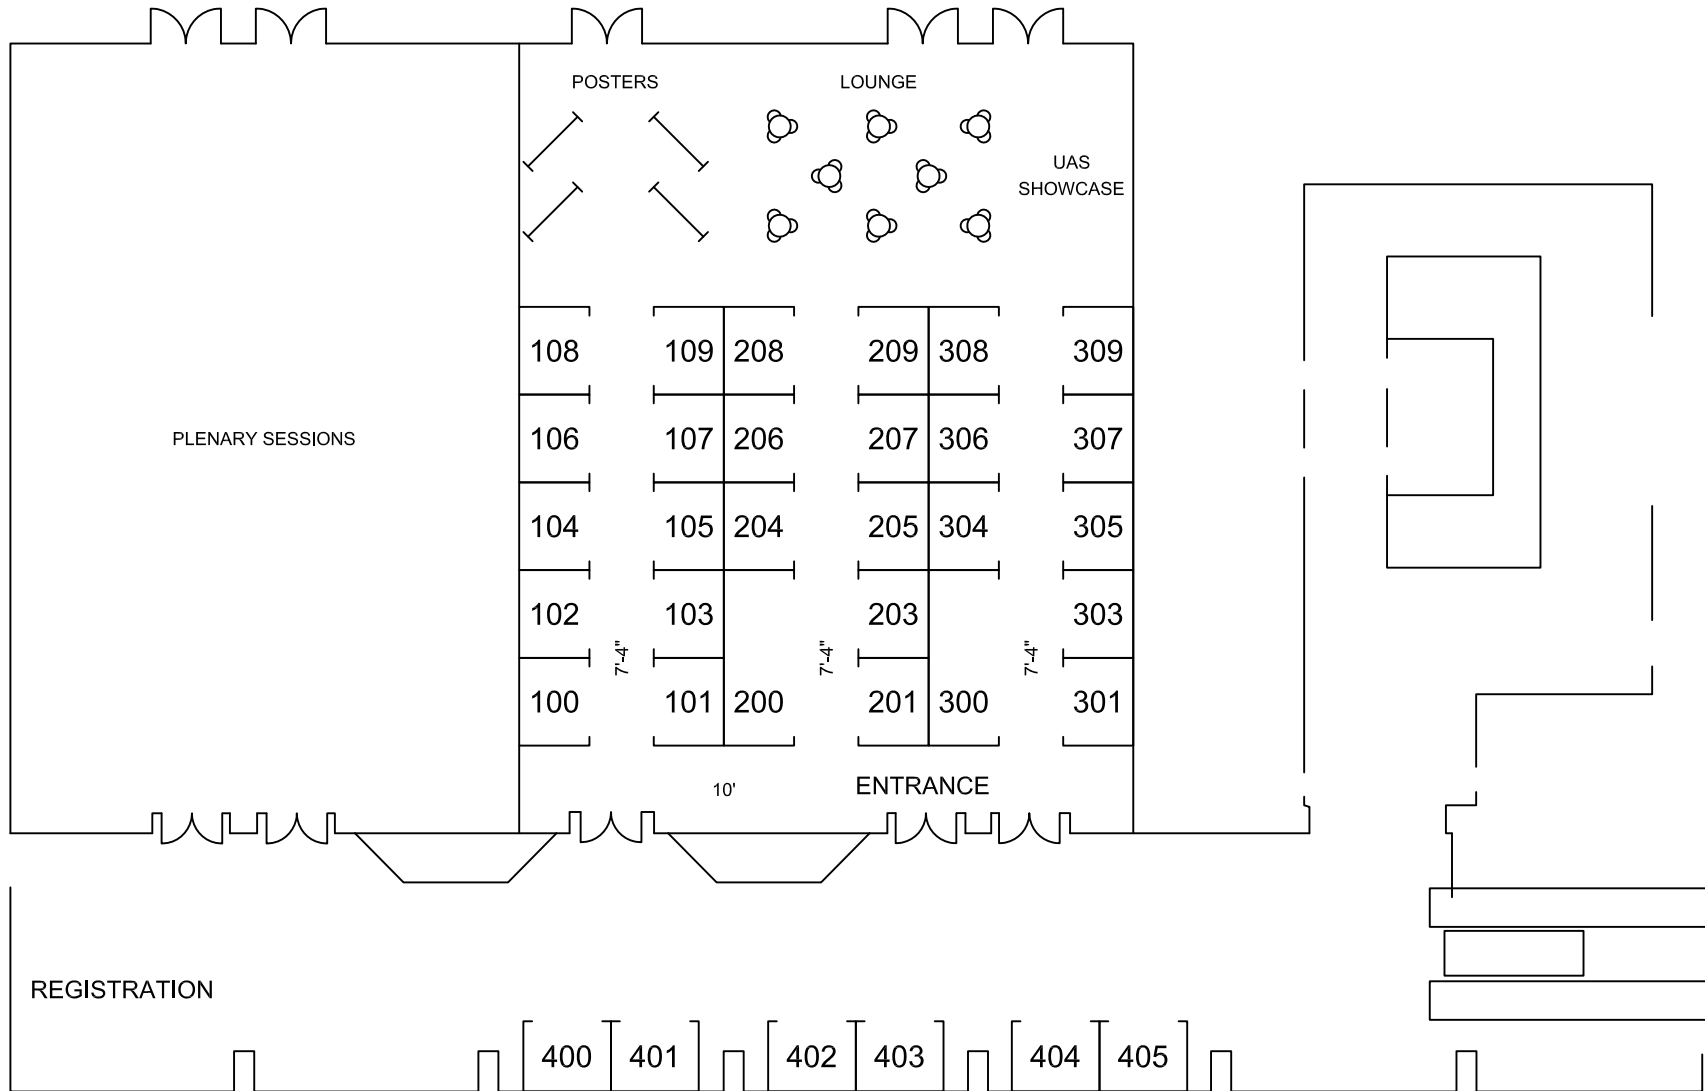 POSTERS
LOUNGE
UAS
SHOWCASE
108 109 208 209 308 309
PLENARY SESSIONS
106 107 206 207 306 307
104 105 204 205 304 305
102 103 203 303
7'-4" 7'-4" 7'-4"
100 101 200 201 300 301
10'
ENTRANCE
REGISTRATION
400 401 402 403 404 405